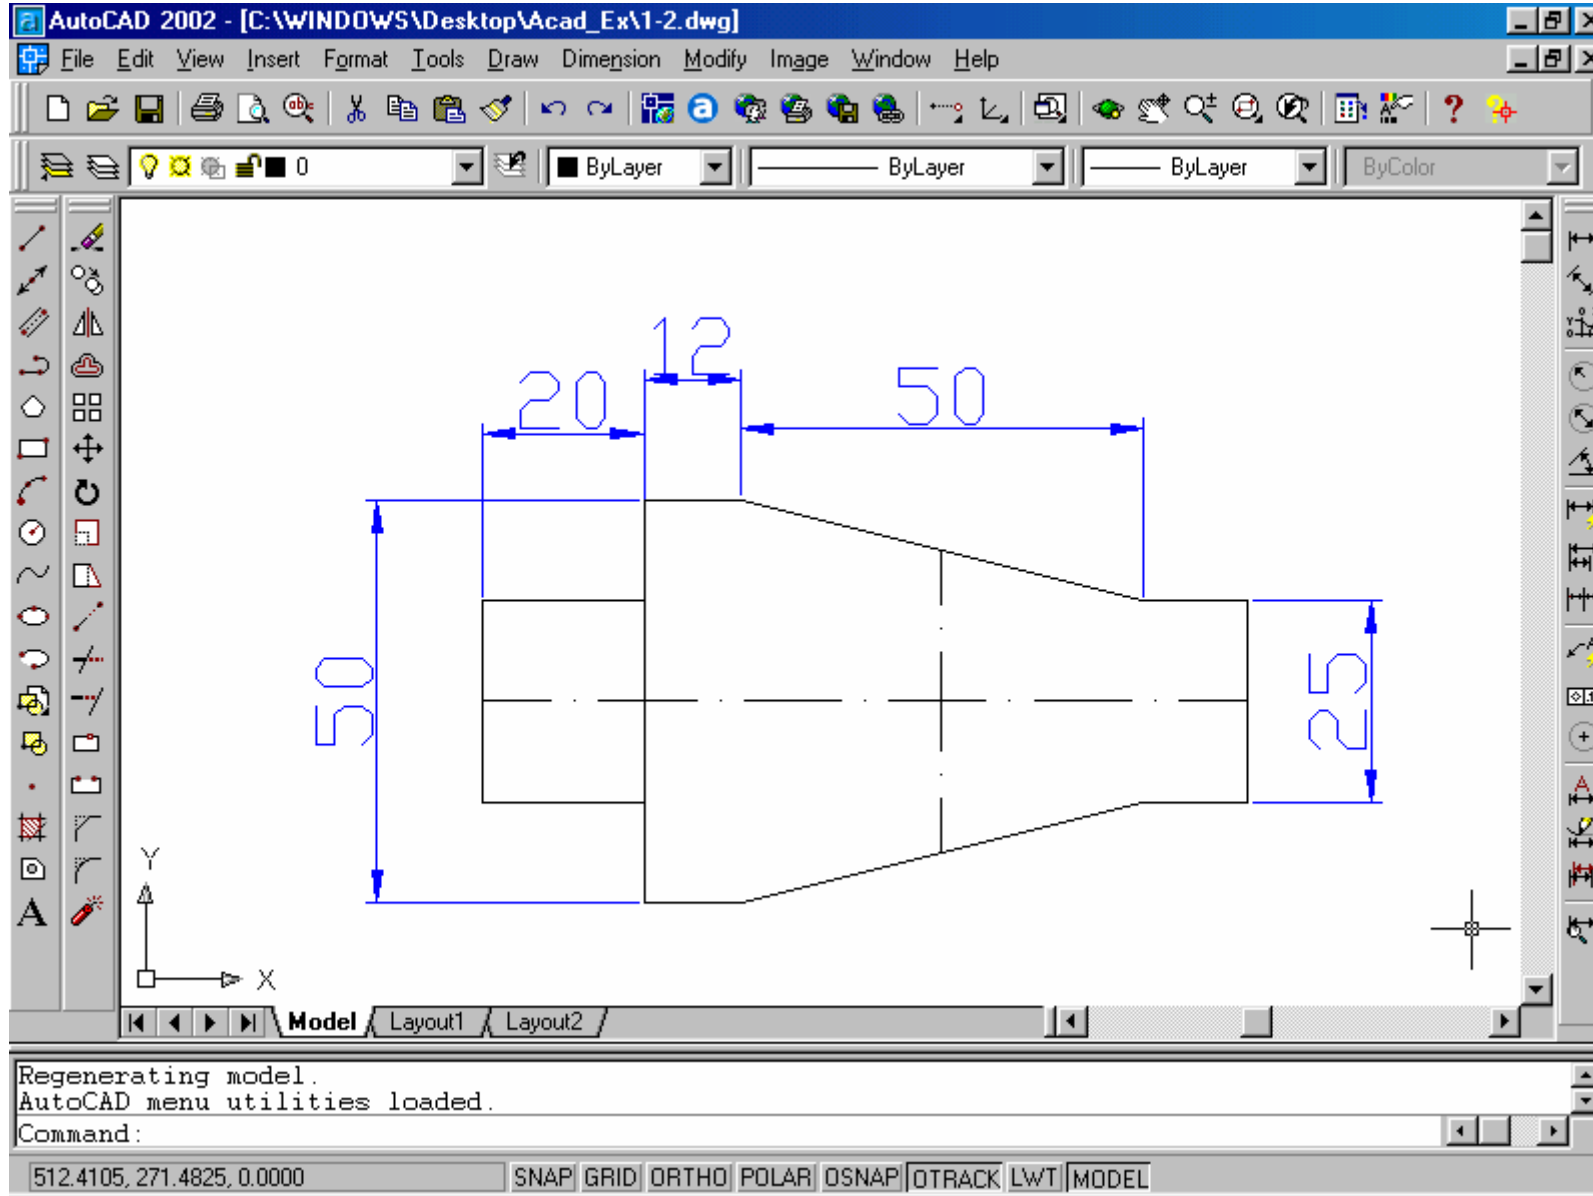 AutoCAD 2002 - [C:\WINDOWS\Desktop\Acad_Ex\1-2.dwg]
File Edit View Insert Format Tools Draw Dimension Modify Image Window Help
0 ByLayer ByLayer ByLayer ByColor
12
20 50
50 25
Y
X
Model Layout1 Layout2
Regenerating model.
AutoCAD menu utilities loaded.
Command:
512.4105, 271.4825, 0.0000 SNAP GRID ORTHO POLAR OSNAP OTRACK LWT MODEL